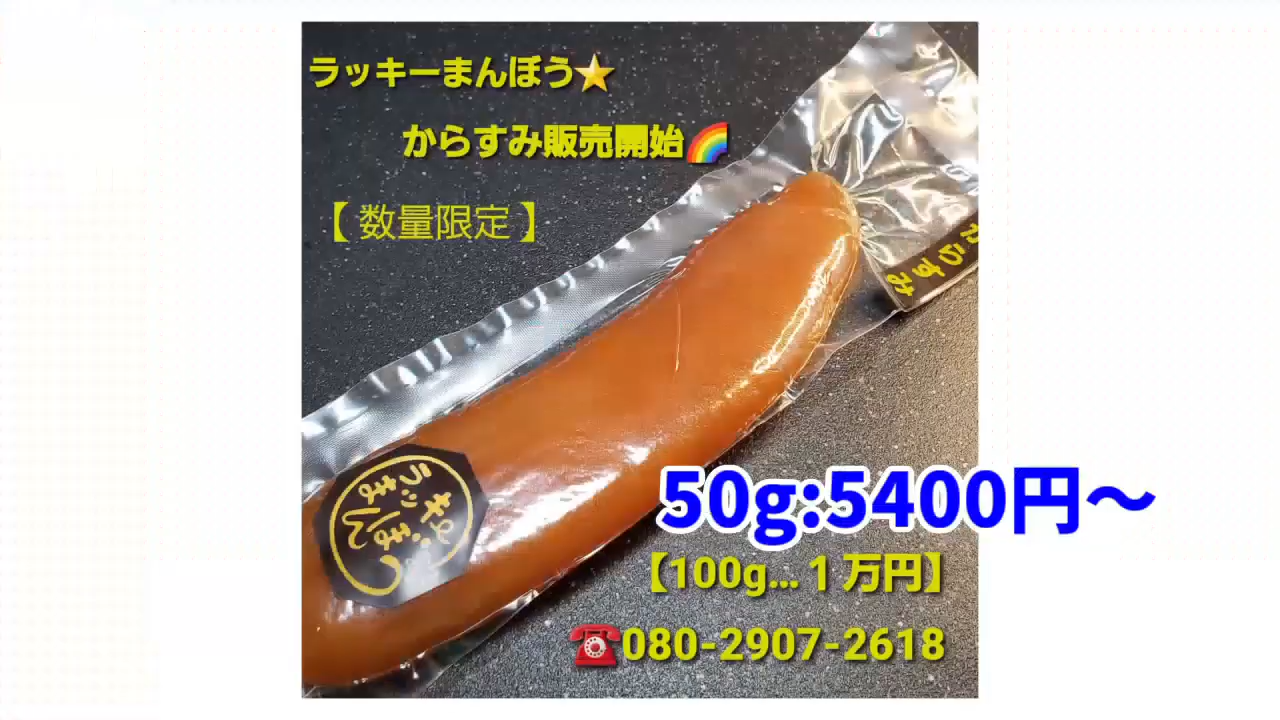 ラッキーまんぼう⭐
からすみ販売開始🌈
【 数量限定 】
からすみ
ラッキー
まんぼう
50g:5400円～
【100g...１万円】
☎080-2907-2618